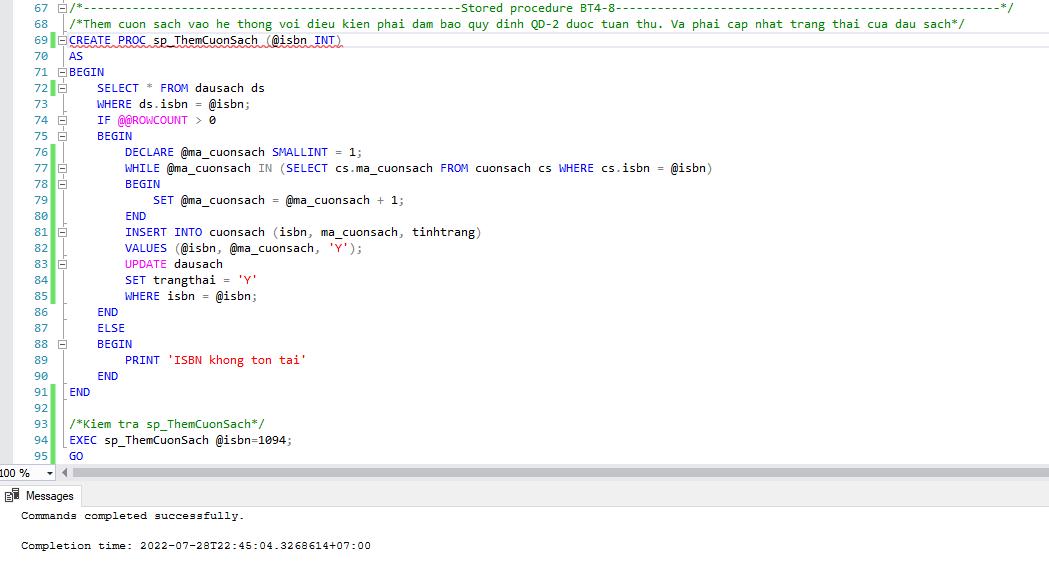 67 /*------------------------------------------------------Stored procedure BT4-8-------------------------------------------------------*/
68 /*Them cuon sach vao he thong voi dieu kien phai dam bao quy dinh QD-2 duoc tuan thu. Va phai cap nhat trang thai cua dau sach*/
69 CREATE PROC sp_ThemCuonSach (@isbn INT)
70 AS
71 BEGIN
72 SELECT * FROM dausach ds
73 WHERE ds.isbn = @isbn;
74 IF @@ROWCOUNT > 0
75 BEGIN
76 DECLARE @ma_cuonsach SMALLINT = 1;
77 WHILE @ma_cuonsach IN (SELECT cs.ma_cuonsach FROM cuonsach cs WHERE cs.isbn = @isbn)
78 BEGIN
79 SET @ma_cuonsach = @ma_cuonsach + 1;
80 END
81 INSERT INTO cuonsach (isbn, ma_cuonsach, tinhtrang)
82 VALUES (@isbn, @ma_cuonsach, 'Y');
83 UPDATE dausach
84 SET trangthai = 'Y'
85 WHERE isbn = @isbn;
86 END
87 ELSE
88 BEGIN
89 PRINT 'ISBN khong ton tai'
90 END
91 END
92
93 /*Kiem tra sp_ThemCuonSach*/
94 EXEC sp_ThemCuonSach @isbn=1094;
95 GO
100 %
Messages
Commands completed successfully.
Completion time: 2022-07-28T22:45:04.3268614+07:00